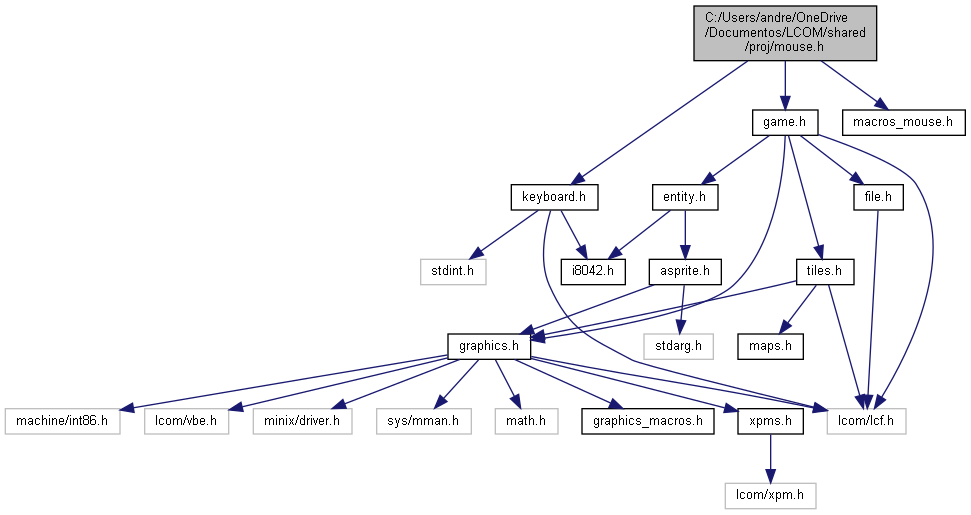 C:/Users/andre/OneDrive
/Documentos/LCOM/shared
/proj/mouse.h
game.h
macros_mouse.h
keyboard.h
entity.h
file.h
stdint.h
i8042.h
asprite.h
tiles.h
graphics.h
stdarg.h
maps.h
machine/int86.h
lcom/vbe.h
minix/driver.h
sys/mman.h
math.h
graphics_macros.h
xpms.h
lcom/lcf.h
lcom/xpm.h